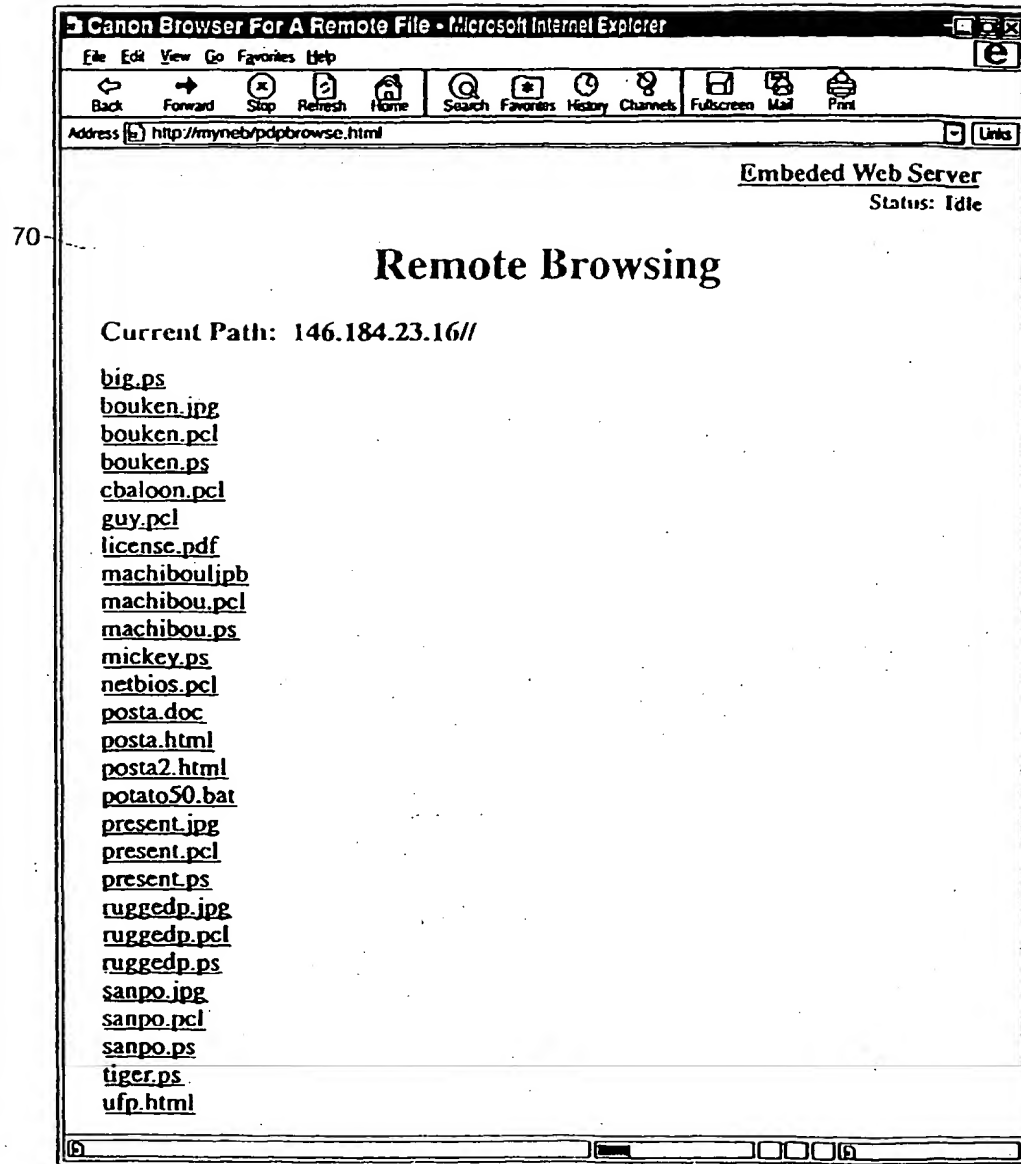 Canon Browser For A Remote File - Microsoft Internet Explorer
File Edit View Go Favorites Help
Back Forward Stop Refresh Home Search Favorites History Channels Fullscreen Mail Print
Address http://myneb/pdpbrowse.html Links
Embeded Web Server
Status: Idle
70
Remote Browsing
Current Path: 146.184.23.16//
big.ps
bouken.jpg
bouken.pcl
bouken.ps
cbaloon.pcl
guy.pcl
license.pdf
machibouljpb
machibou.pcl
machibou.ps
mickey.ps
netbios.pcl
posta.doc
posta.html
posta2.html
potato50.bat
present.jpg
present.pcl
present.ps
ruggedp.jpg
ruggedp.pcl
ruggedp.ps
sanpo.jpg
sanpo.pcl
sanpo.ps
tiger.ps
ufp.html